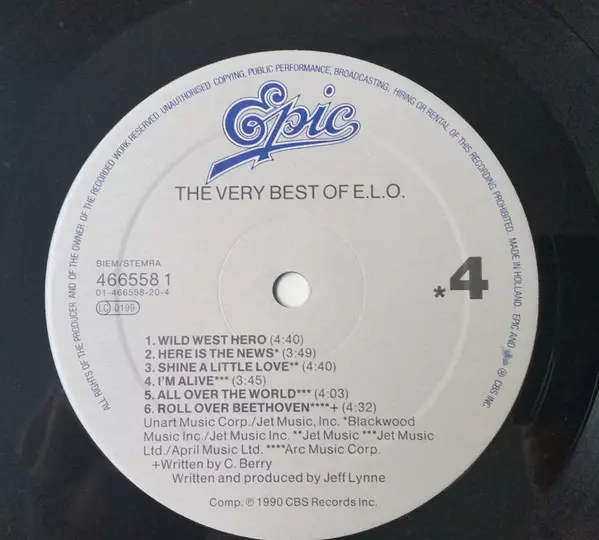 ALL RIGHTS OF THE PRODUCER AND OF THE OWNER OF THE RECORDED WORK RESERVED UNAUTHORISED COPYING, PUBLIC PERFORMANCE, BROADCASTING, HIRING OR RENTAL OF THIS RECORDING PROHIBITED. MADE IN HOLLAND. EPIC AND ® CBS INC.
Epic
THE VERY BEST OF E.L.O.
BIEM/STEMRA
466558 1
01-466558-20-4
LC 0199
*4
1. WILD WEST HERO (4:40)
2. HERE IS THE NEWS* (3:49)
3. SHINE A LITTLE LOVE** (4:40)
4. I'M ALIVE*** (3:45)
5. ALL OVER THE WORLD*** (4:03)
6. ROLL OVER BEETHOVEN****+ (4:32)
Unart Music Corp./Jet Music, Inc. *Blackwood
Music Inc./Jet Music Inc. **Jet Music ***Jet Music
Ltd./April Music Ltd. ****Arc Music Corp.
+Written by C. Berry
Written and produced by Jeff Lynne
Comp. ℗ 1990 CBS Records Inc.